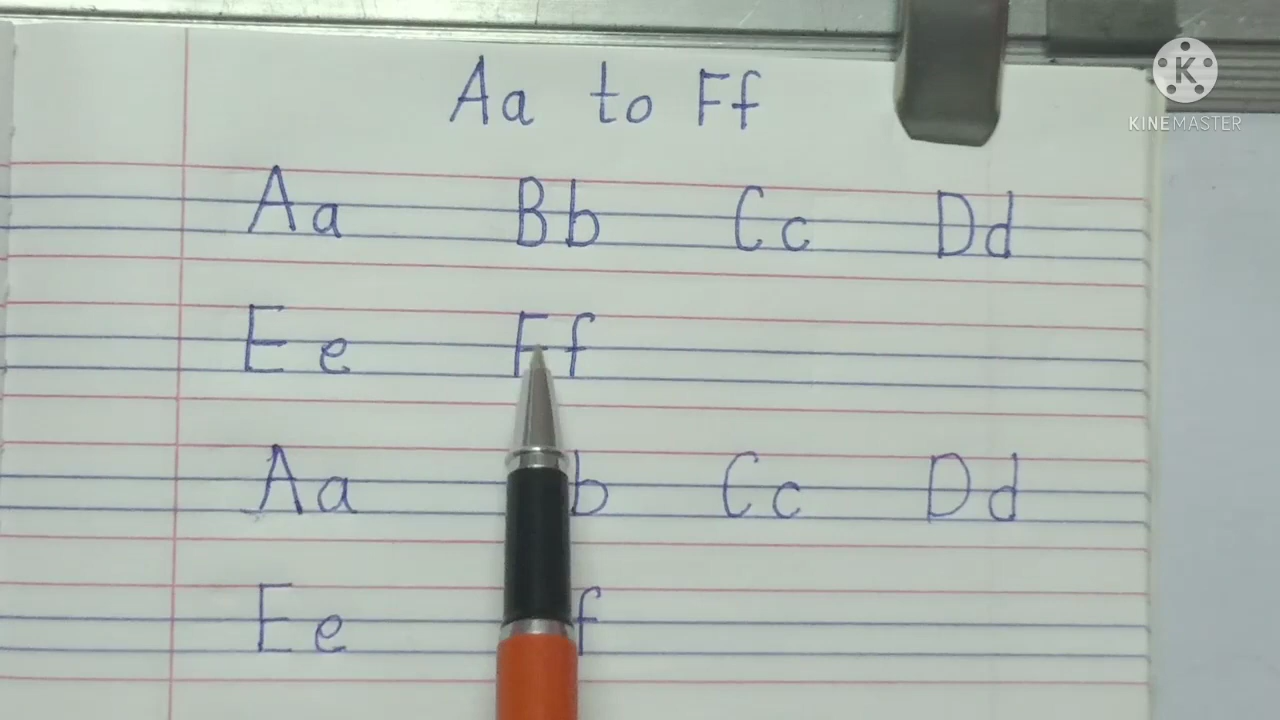 Aa to Ff
KINEMASTER
Aa Bb Cc Dd
Ee Ff
Aa b Cc Dd
Ee f